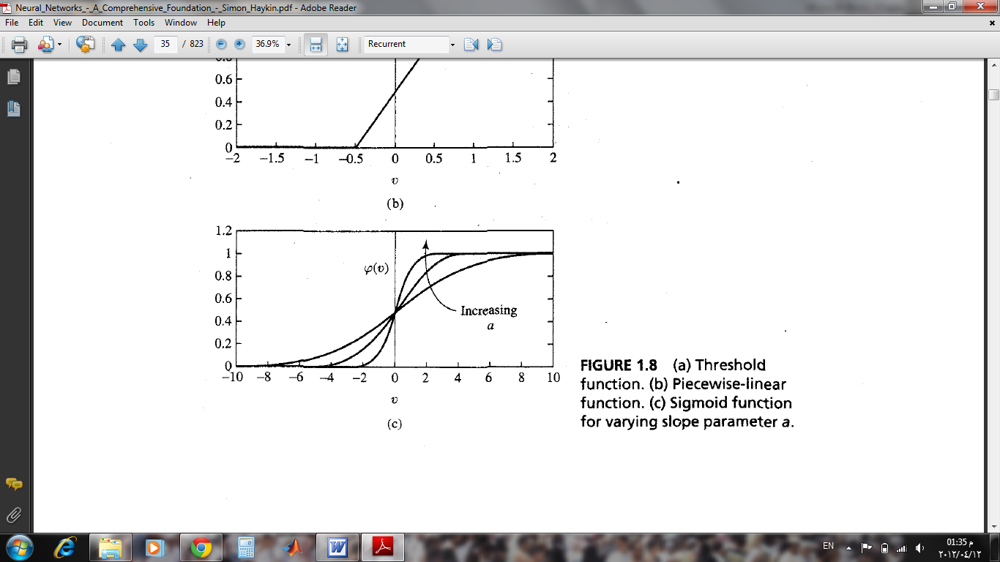 Neural_Networks_-_A_Comprehensive_Foundation_-_Simon_Haykin.pdf - Adobe Reader
File Edit View Document Tools Window Help
35 / 823 36.9% Recurrent
0.6
0.4
0.2
0
−2 −1.5 −1 −0.5 0 0.5 1 1.5 2
υ
(b)
1.2
1
φ(υ)
0.8
0.6
Increasing
a
0.4
0.2
0
−10 −8 −6 −4 −2 0 2 4 6 8 10
υ
(c)
FIGURE 1.8 (a) Threshold
function. (b) Piecewise-linear
function. (c) Sigmoid function
for varying slope parameter a.
EN
01:35 م
٢٠١٢/٠٤/١٢